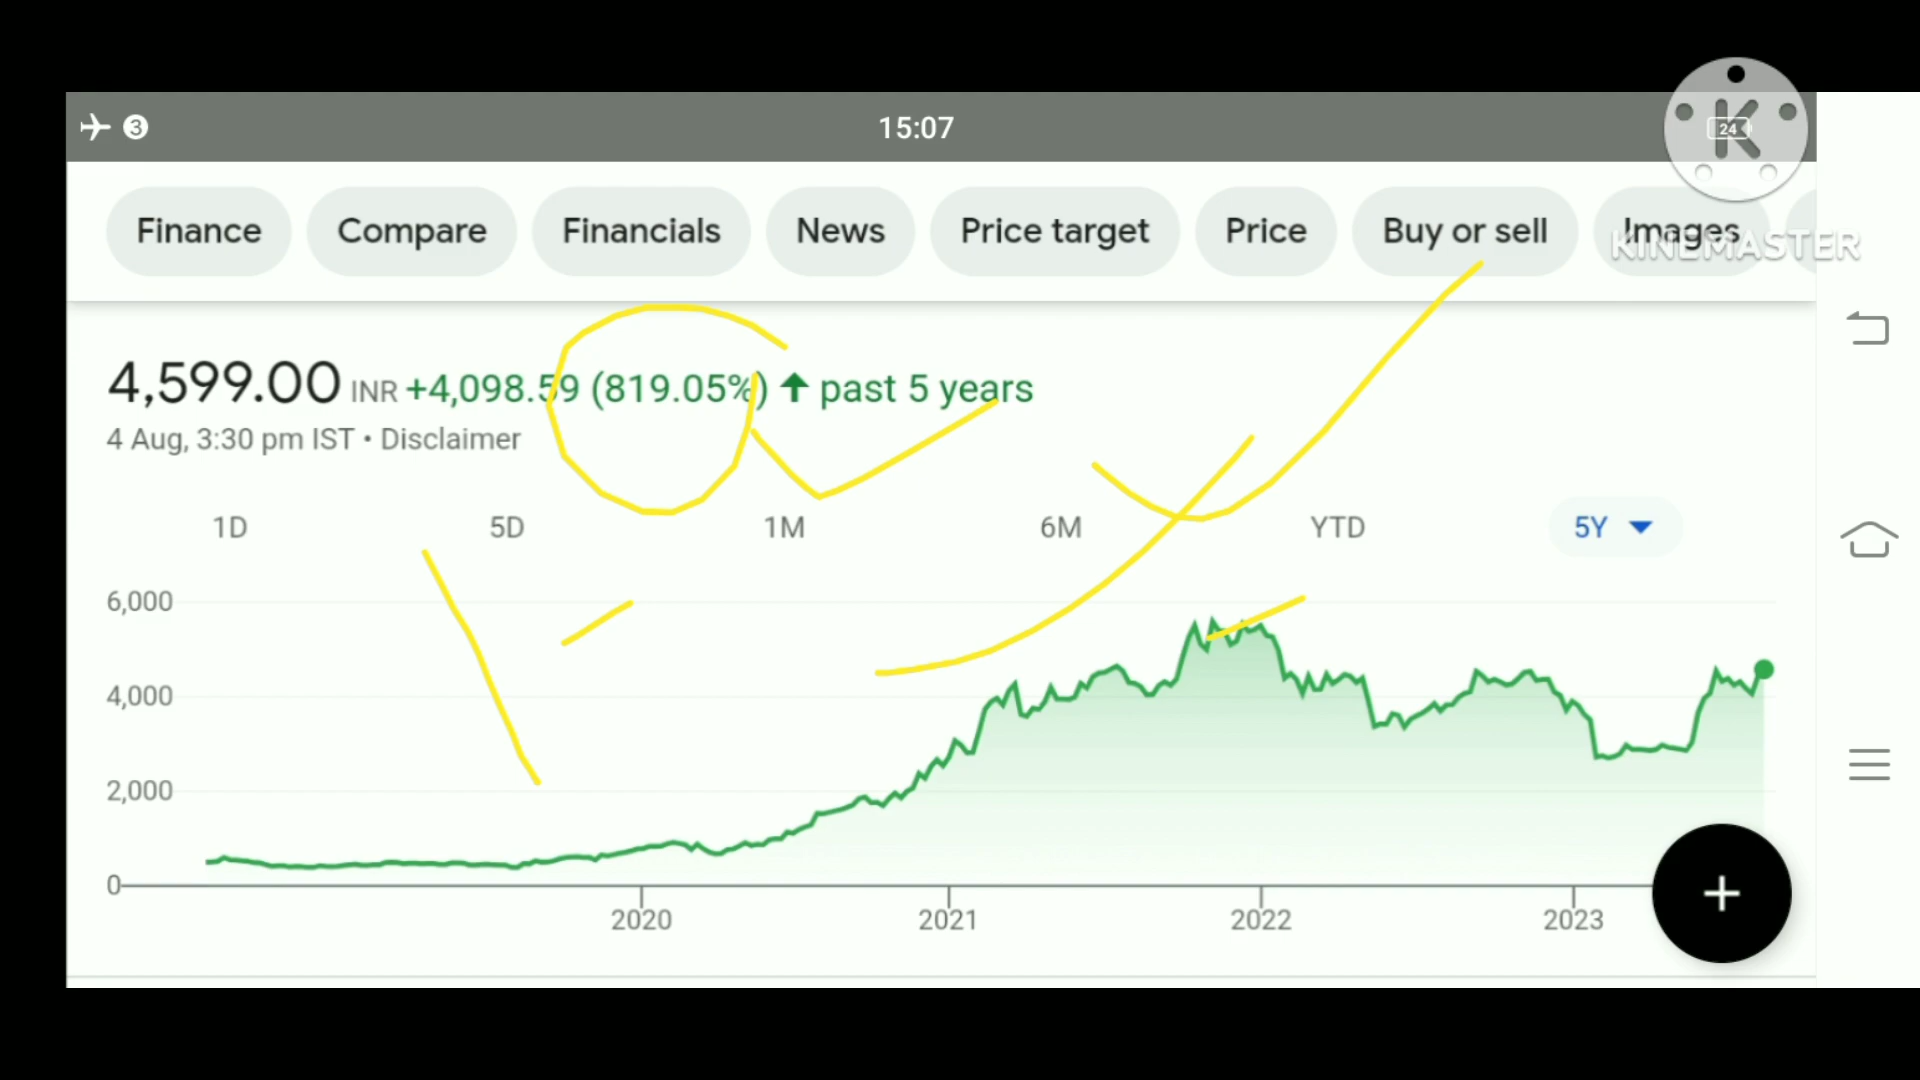 3 15:07 24
K
KINEMASTER
Finance Compare Financials News Price target Price Buy or sell Images
4,599.00 INR +4,098.59 (819.05%) ↑ past 5 years
4 Aug, 3:30 pm IST • Disclaimer
1D 5D 1M 6M YTD 5Y
6,000
4,000
2,000
0
2020 2021 2022 2023
+